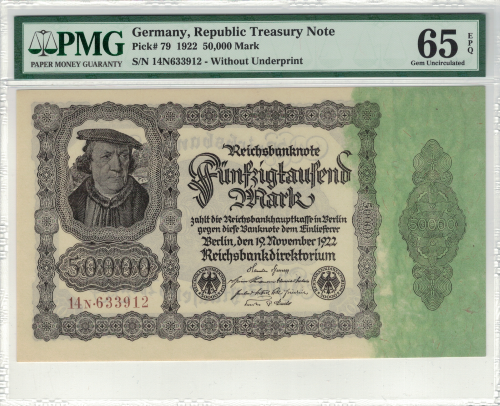 PMG
PAPER MONEY GUARANTY
Germany, Republic Treasury Note
Pick# 79 1922 50,000 Mark
S/N 14N633912 - Without Underprint
65 EPQ
Gem Uncirculated
Reichsbanknote
Fünfzigtausend
Mark
zahlt die Reichsbankhauptkasse in Berlin
gegen diese Banknote dem Einlieferer
Berlin, den 19. November 1922
Reichsbankdirektorium
50000
14N·633912
50000
50000